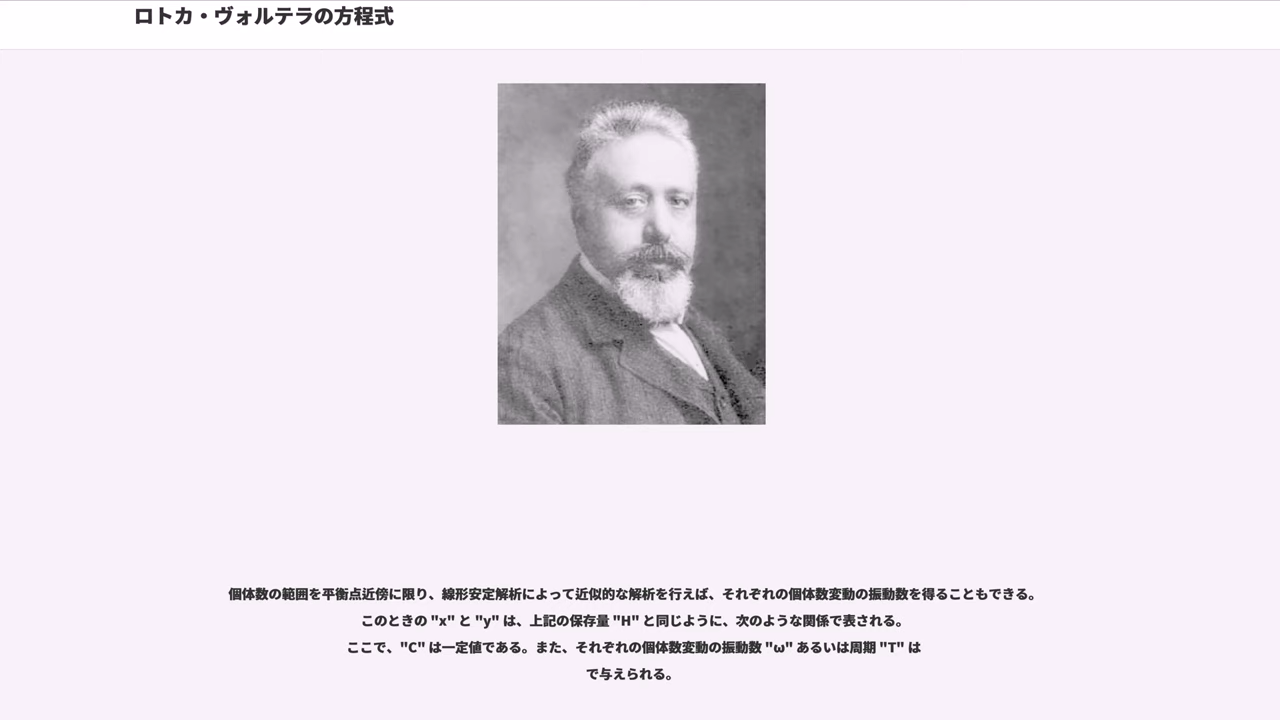 ロトカ・ヴォルテラの方程式
個体数の範囲を平衡点近傍に限り、線形安定解析によって近似的な解析を行えば、それぞれの個体数変動の振動数を得ることもできる。
このときの "x" と "y" は、上記の保存量 "H" と同じように、次のような関係で表される。
ここで、"C" は一定値である。また、それぞれの個体数変動の振動数 "ω" あるいは周期 "T" は
で与えられる。